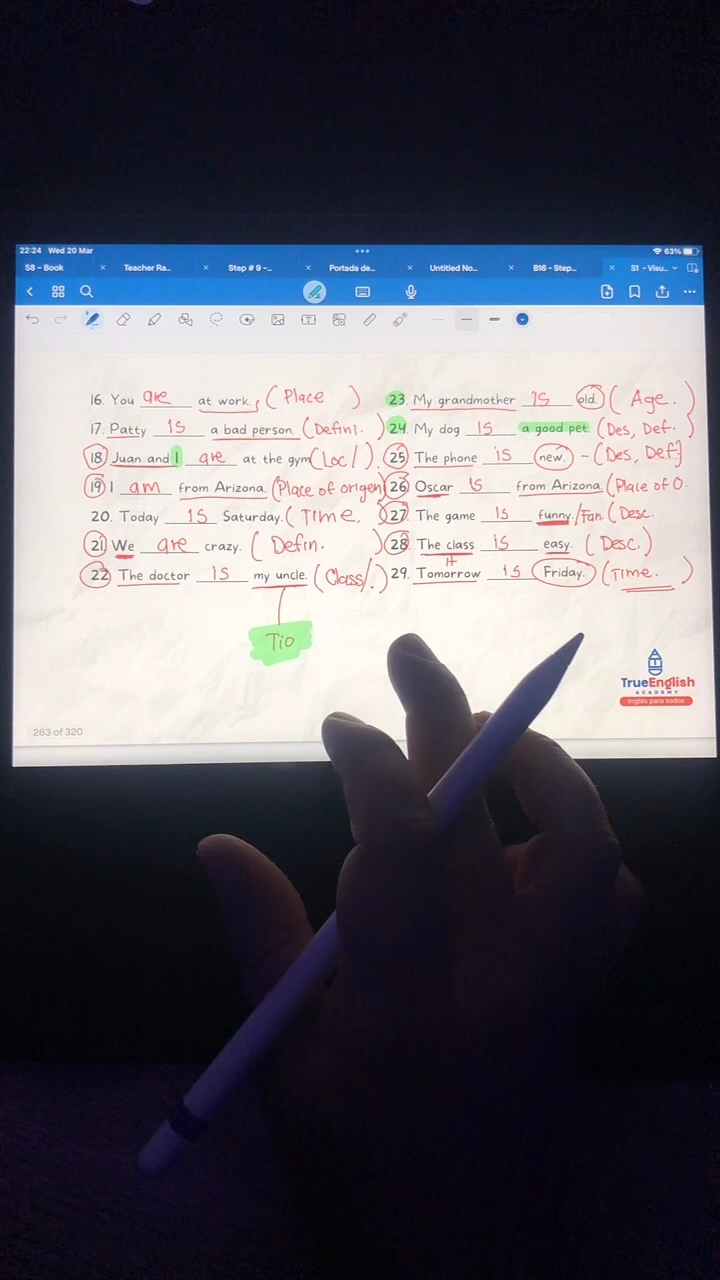 22:24 Wed 20 Mar
63%
S8 - Book
Teacher Ra...
Step # 9 -...
Portada de...
Untitled No...
B16 - Step...
S1 - Visu...
16. You are at work. (Place)
17. Patty is a bad person. (Defini.)
18. Juan and I are at the gym (Loc/)
19. I am from Arizona. (Place of origen)
20. Today is Saturday. (Time.)
21. We are crazy. (Defin.)
22. The doctor is my uncle. (Class/.)
Tio
23. My grandmother is old. (Age.)
24. My dog is a good pet. (Des, Def.)
25. The phone is new. - (Des, Def]
26. Oscar is from Arizona. (Place of O.
27. The game is funny./Fan. (Desc.
28. The class is easy. (Desc.)
It
29. Tomorrow is Friday. (Time.)
TrueEnglish
ACADEMY
Inglés para todos
263 of 320